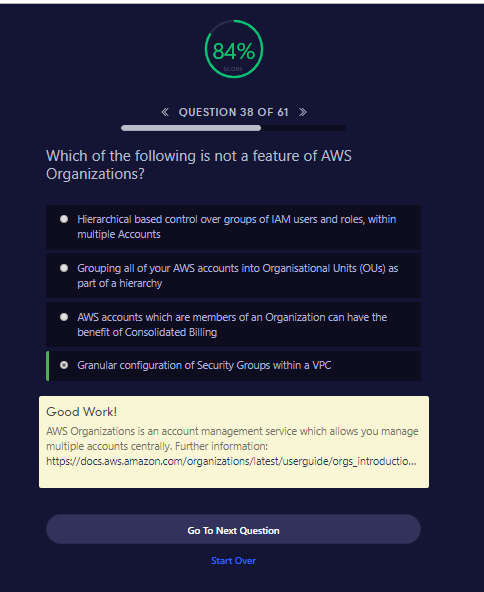 84%
SCORE
« QUESTION 38 OF 61 »
Which of the following is not a feature of AWS
Organizations?
Hierarchical based control over groups of IAM users and roles, within
multiple Accounts
Grouping all of your AWS accounts into Organisational Units (OUs) as
part of a hierarchy
AWS accounts which are members of an Organization can have the
benefit of Consolidated Billing
Granular configuration of Security Groups within a VPC
Good Work!
AWS Organizations is an account management service which allows you manage
multiple accounts centrally. Further information:
https://docs.aws.amazon.com/organizations/latest/userguide/orgs_introductio...
Go To Next Question
Start Over